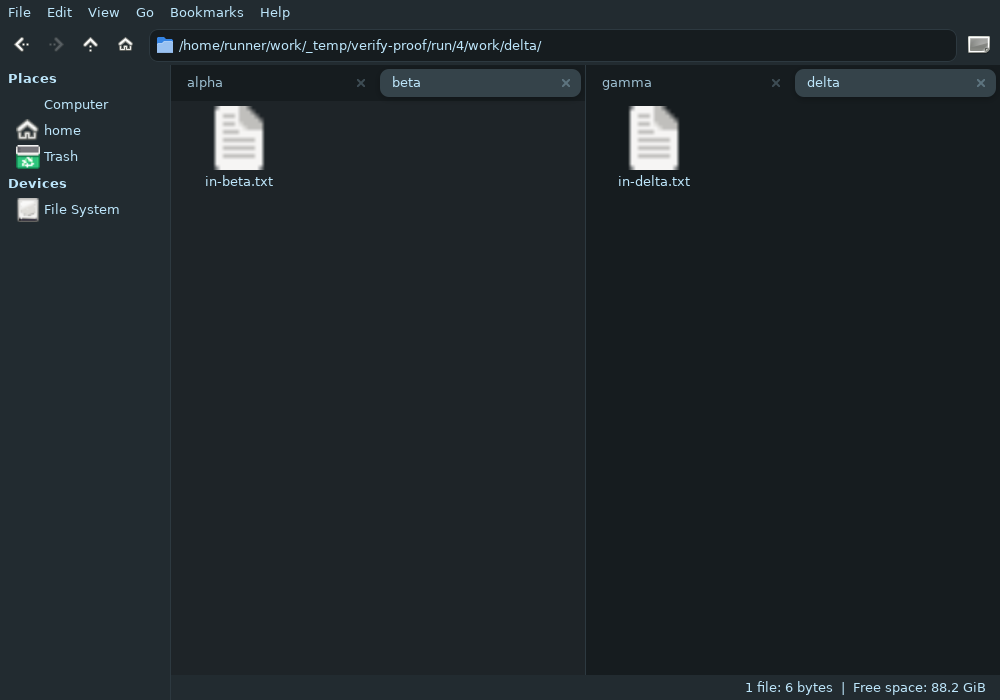 File Edit View Go Bookmarks Help
/home/runner/work/_temp/verify-proof/run/4/work/delta/
Places
Computer
home
Trash
Devices
File System
alpha
beta
gamma
delta
in-beta.txt
in-delta.txt
1 file: 6 bytes | Free space: 88.2 GiB